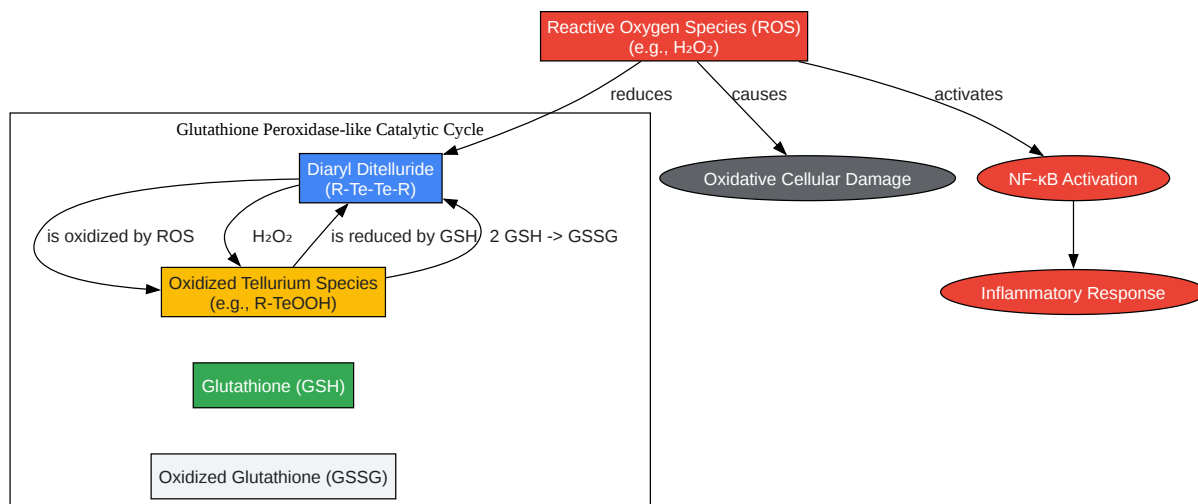 Reactive Oxygen Species (ROS)
(e.g., H₂O₂)
reduces
causes
activates
Glutathione Peroxidase-like Catalytic Cycle
Diaryl Ditelluride
(R-Te-Te-R)
Oxidative Cellular Damage
NF-κB Activation
is oxidized by ROS
H₂O₂
is reduced by GSH
2 GSH -> GSSG
Oxidized Tellurium Species
(e.g., R-TeOOH)
Inflammatory Response
Glutathione (GSH)
Oxidized Glutathione (GSSG)